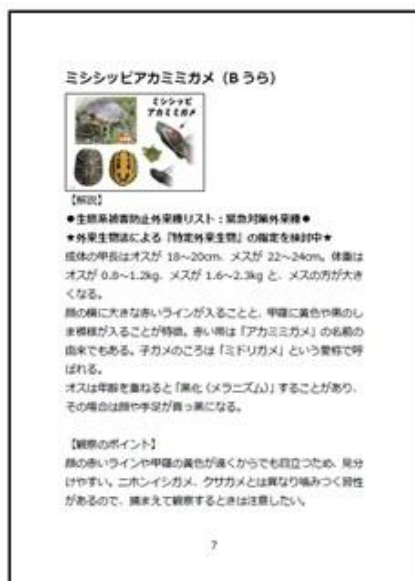 ミシシッピアカミミガメ（Bうら）
ミシシッピ
アカミミガメ
【解説】
●生態系被害防止外来種リスト：緊急対策外来種●
★外来生物法による『特定外来生物』の指定を検討中★
成体の甲長はオスが 18～20cm、メスが 22～24cm。体重は
オスが 0.8～1.2kg、メスが 1.6～2.3kg と、メスの方が大き
くなる。
顔の横に大きな赤いラインが入ることと、甲羅に黄色や黒のし
ま模様が入ることが特徴。赤い帯は「アカミミガメ」の名前の
由来でもある。子ガメのころは「ミドリガメ」という愛称で呼
ばれる。
オスは年齢を重ねると「黒化（メラニズム）」することがあり、
その場合は顔や手足が真っ黒になる。
【観察のポイント】
顔の赤いラインや甲羅の黄色が遠くからでも目立つため、見分
けやすい。ニホンイシガメ、クサガメとは異なり噛みつく習性
があるので、捕まえて観察するときは注意したい。
7